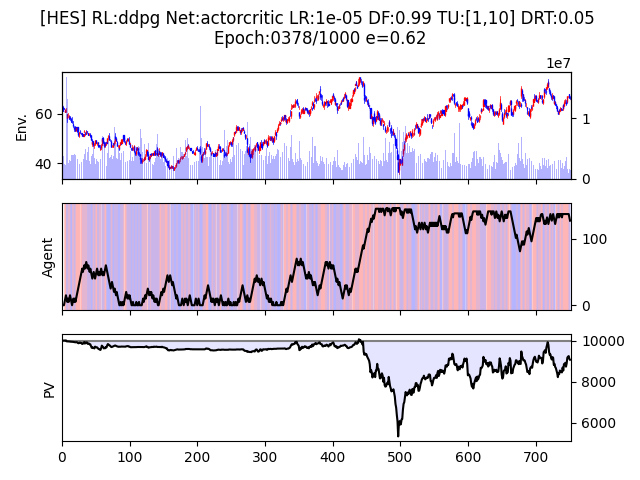 [HES] RL:ddpg Net:actorcritic LR:1e-05 DF:0.99 TU:[1,10] DRT:0.05
Epoch:0378/1000 e=0.62
1e7
Env.
60
40
1
0
Agent
100
0
PV
10000
8000
6000
0 100 200 300 400 500 600 700